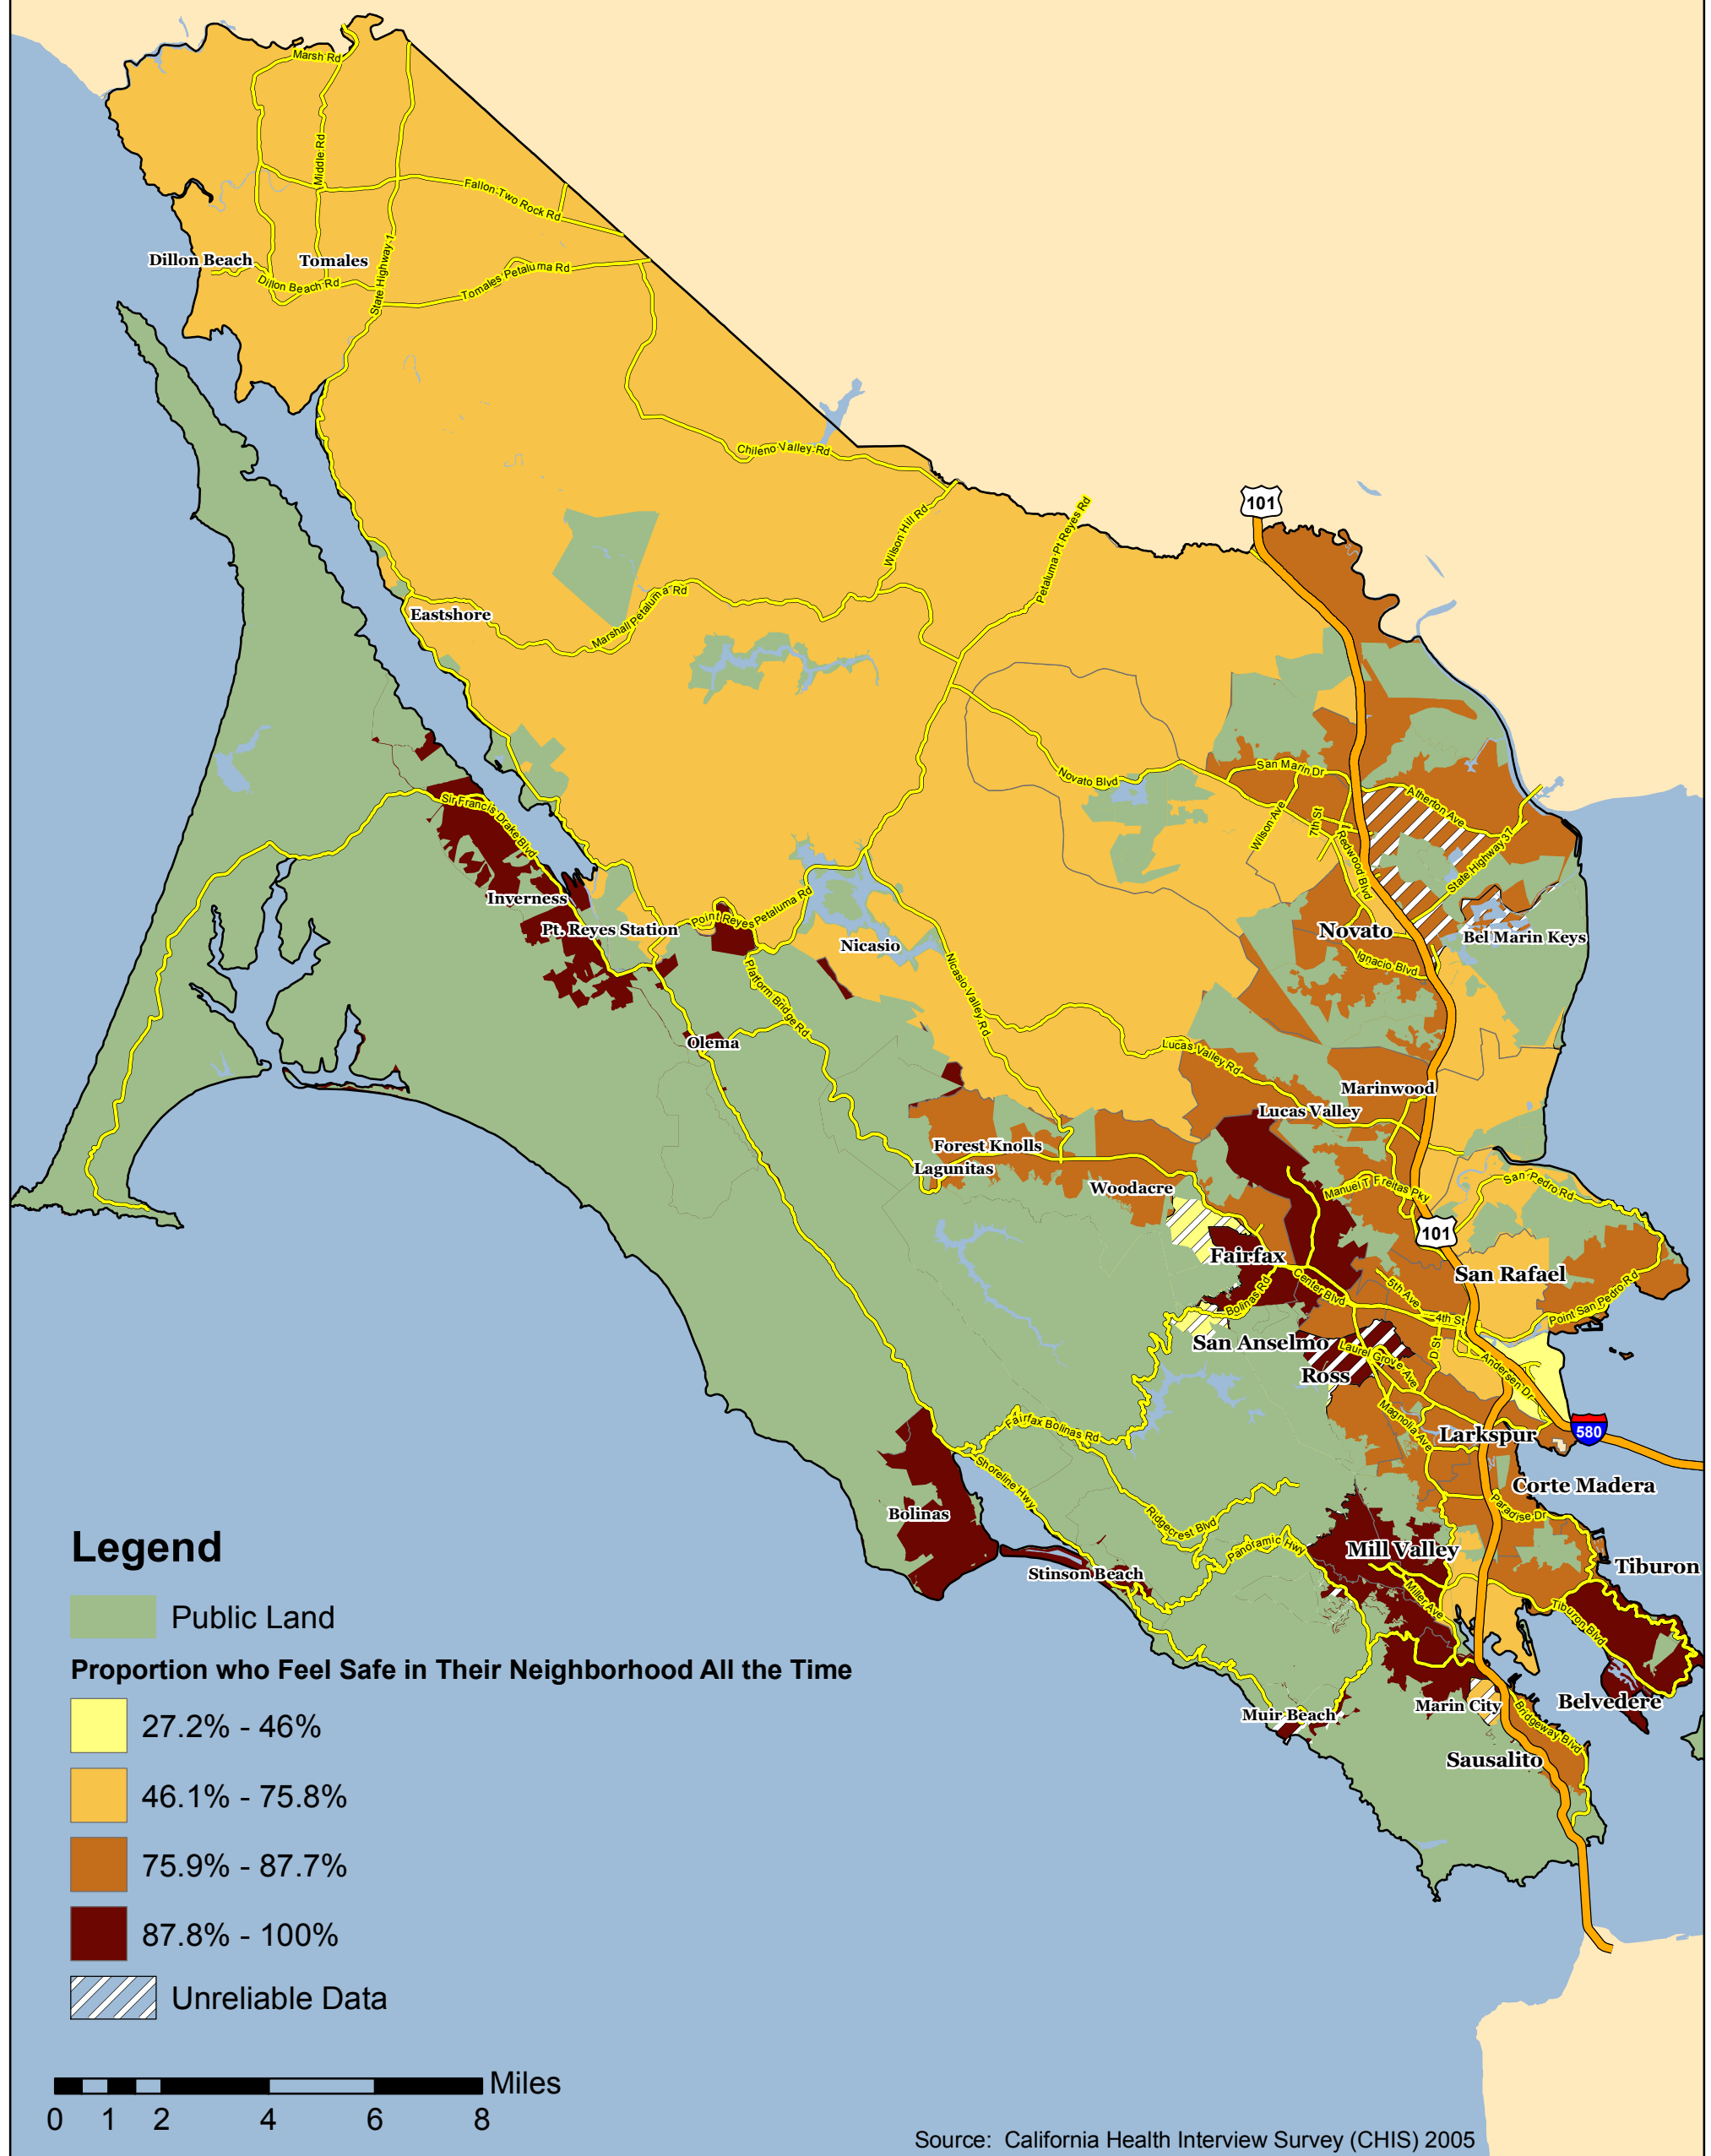 Marsh Rd
Middle Rd
Fallon-Two Rock Rd
Dillon Beach
Tomales
State Highway 1
Dillon Beach Rd
Tomales Petaluma Rd
Chileno Valley Rd
101
Wilson Hill Rd
Petaluma Pt Reyes Rd
Eastshore
Marshall Petaluma Rd
Novato Blvd
San Marin Dr
Atherton Ave
Wilson Ave
7th St
Redwood Blvd
State Highway 37
Sir Francis Drake Blvd
Inverness
Pt. Reyes Station
Point Reyes Petaluma Rd
Nicasio
Novato
Bel Marin Keys
Ignacio Blvd
Platform Bridge Rd
Nicasio Valley Rd
Olema
Lucas Valley Rd
Marinwood
Lucas Valley
Forest Knolls
Lagunitas
Woodacre
Manuel T Freitas Pky
San Pedro Rd
101
Fairfax
San Rafael
Center Blvd
Bolinas Rd
5th Ave
4th St
Point San Pedro Rd
San Anselmo
Ross
Laurel Grove Ave
D St
Andersen Dr
Magnolia Ave
Larkspur
580
Fairfax Bolinas Rd
Shoreline Hwy
Corte Madera
Paradise Dr
Bolinas
Ridgecrest Blvd
Panoramic Hwy
Mill Valley
Tiburon
Stinson Beach
Miller Ave
Tiburon Blvd
Muir Beach
Marin City
Belvedere
Bridgeway Blvd
Sausalito
Legend
Public Land
Proportion who Feel Safe in Their Neighborhood All the Time
27.2% - 46%
46.1% - 75.8%
75.9% - 87.7%
87.8% - 100%
Unreliable Data
Miles
0 1 2 4 6 8
Source: California Health Interview Survey (CHIS) 2005